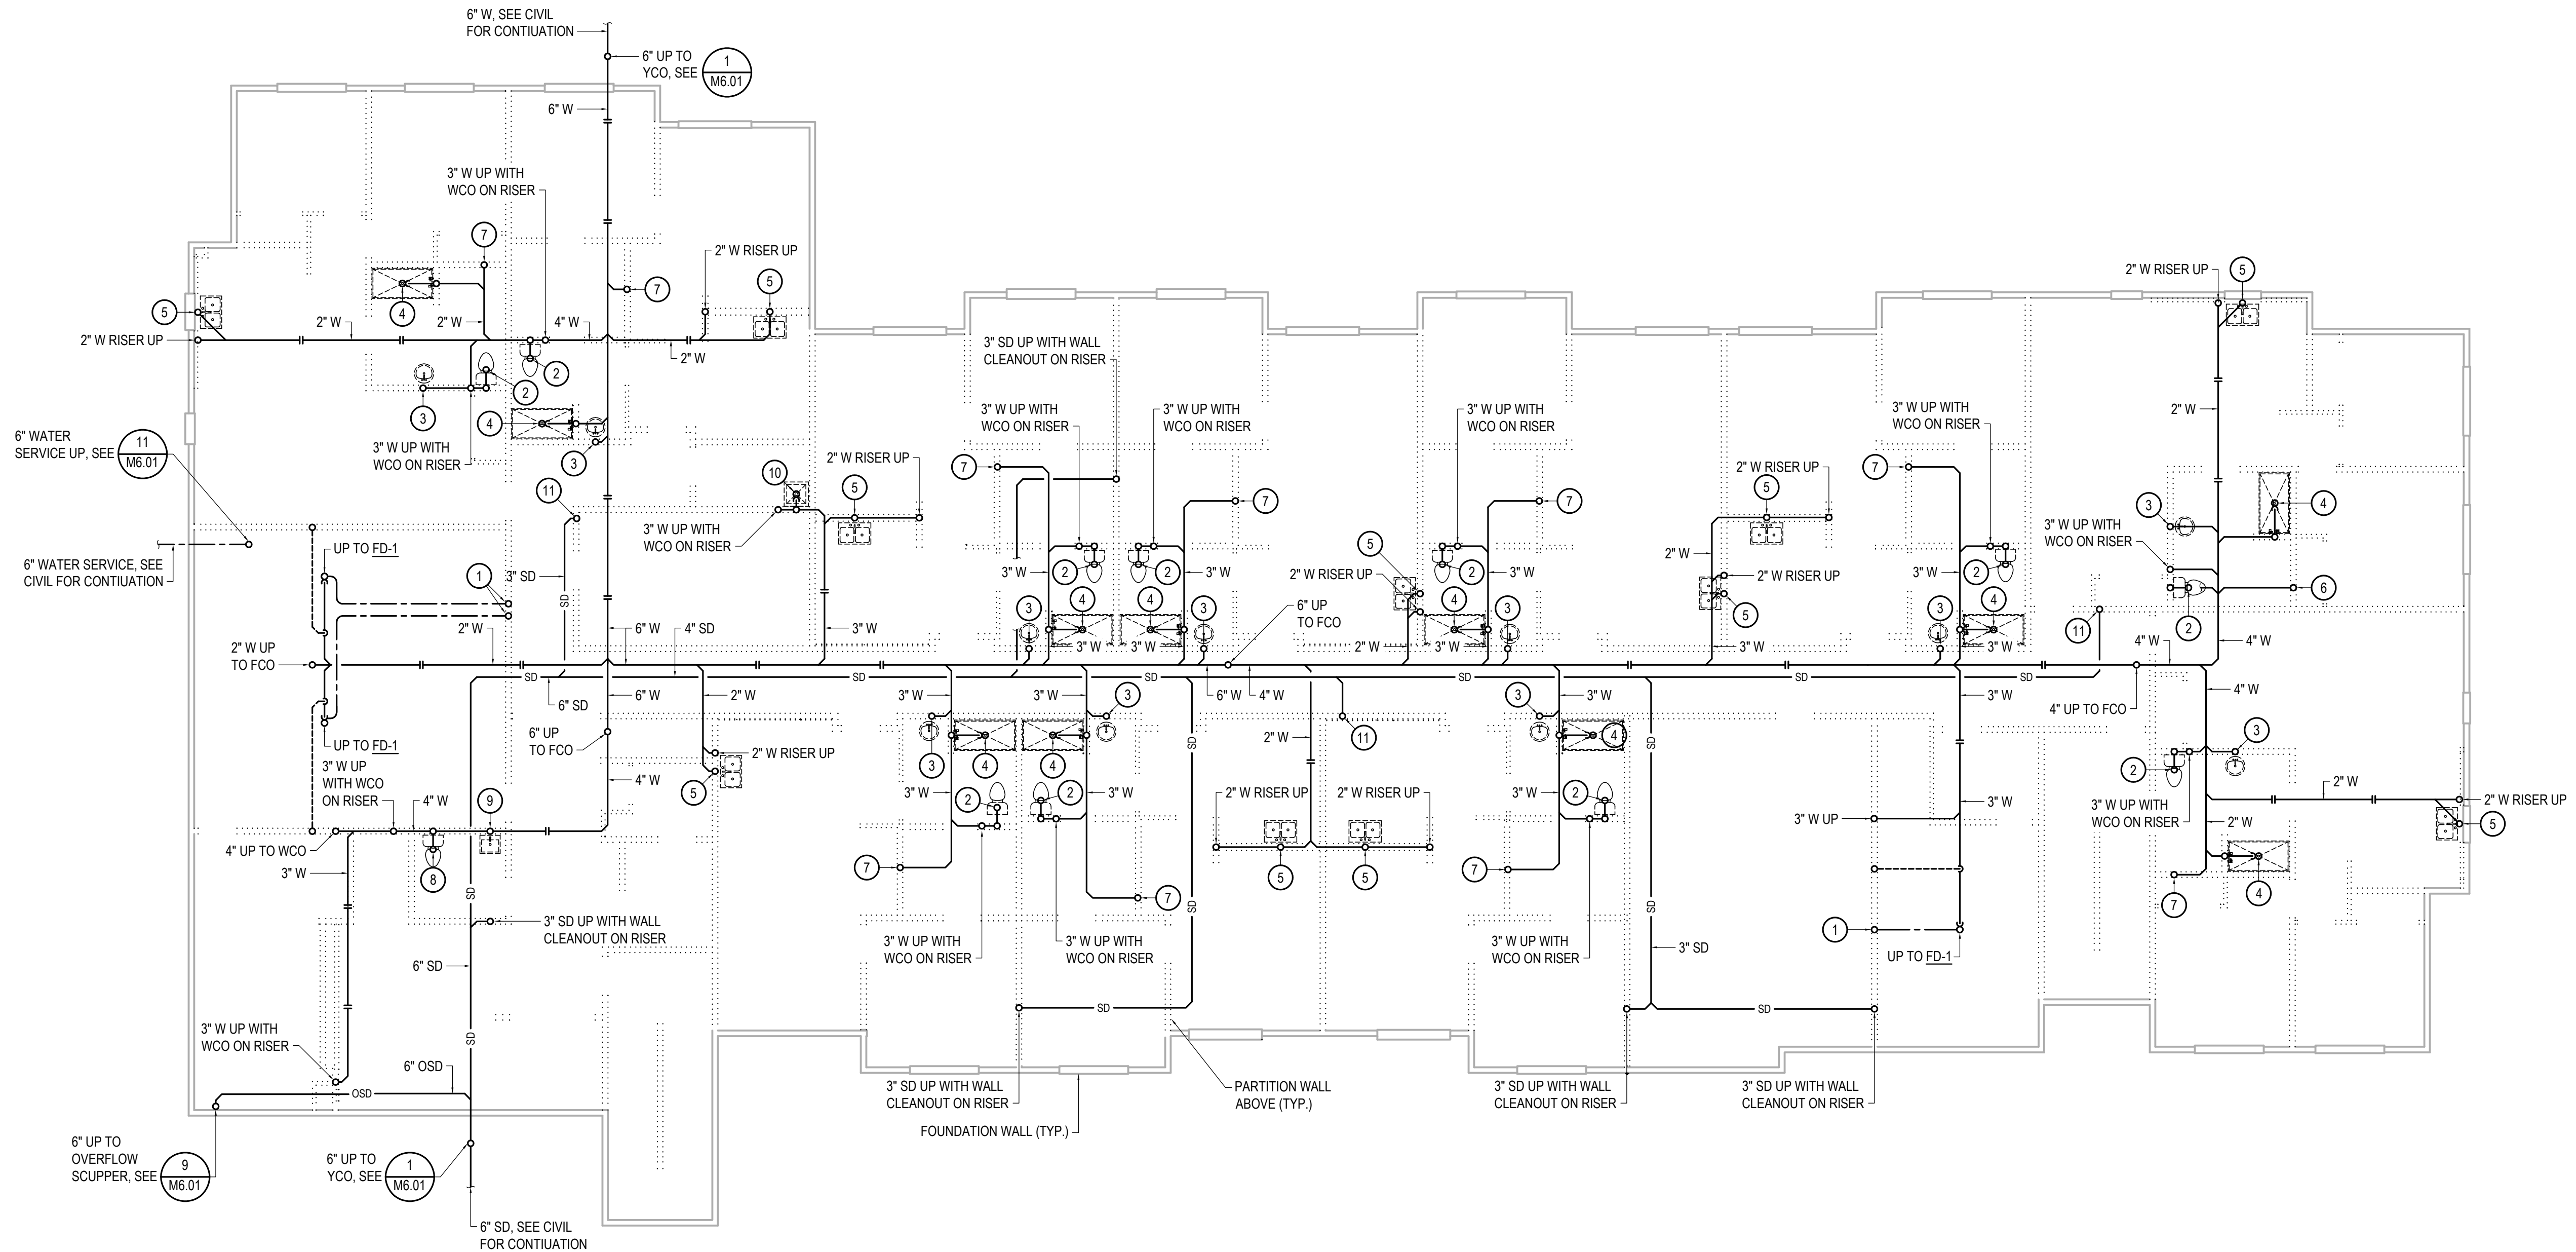 6" W, SEE CIVIL
FOR CONTIUATION
6" UP TO
YCO, SEE
1
M6.01
6" W
3" W UP WITH
WCO ON RISER
7
2" W RISER UP
5
7
4
5
2" W
2" W
4" W
2" W RISER UP
2" W
2
2
3
4
3" W UP WITH
WCO ON RISER
3
2" W RISER UP
5
3" SD UP WITH WALL
CLEANOUT ON RISER
3" W UP WITH
WCO ON RISER
3" W UP WITH
WCO ON RISER
3" W UP WITH
WCO ON RISER
3" W UP WITH
WCO ON RISER
2" W
6" WATER
SERVICE UP, SEE
11
M6.01
10
2" W RISER UP
5
7
7
7
2" W RISER UP
5
7
11
3" W UP WITH
WCO ON RISER
3
4
3" W UP WITH
WCO ON RISER
6" WATER SERVICE, SEE
CIVIL FOR CONTIUATION
UP TO FD-1
1
3" SD
SD
3" W
2
2
3" W
5
2" W RISER UP
2
3" W
2" W
2" W RISER UP
5
3" W
2
6
2
3
4
4
3
6" UP
TO FCO
4
3
3
4
11
2" W UP
TO FCO
2" W
6" W
4" SD
3" W
3" W
3" W
2" W
3" W
3" W
3" W
4" W
4" W
SD
SD
SD
SD
SD
SD
6" SD
6" W
2" W
3" W
3" W
3
6" W
4" W
3
3" W
3" W
4" W
4" UP TO FCO
UP TO FD-1
6" UP
TO FCO
2" W RISER UP
5
3
4
4
SD
2" W
11
4
SD
3
2
3" W UP
WITH WCO
ON RISER
4" W
9
4" W
3" W
2
2
3" W
2" W RISER UP
2" W RISER UP
3" W
2
3" W UP
3" W
3" W UP WITH
WCO ON RISER
2" W
2" W RISER UP
5
2" W
4" UP TO WCO
3" W
8
7
7
5
5
7
4
7
SD
SD
SD
3" SD UP WITH WALL
CLEANOUT ON RISER
6" SD
3" W UP WITH
WCO ON RISER
3" W UP WITH
WCO ON RISER
3" W UP WITH
WCO ON RISER
3" SD
1
UP TO FD-1
3" W UP WITH
WCO ON RISER
SD
SD
SD
6" OSD
OSD
3" SD UP WITH WALL
CLEANOUT ON RISER
PARTITION WALL
ABOVE (TYP.)
3" SD UP WITH WALL
CLEANOUT ON RISER
3" SD UP WITH WALL
CLEANOUT ON RISER
FOUNDATION WALL (TYP.)
6" UP TO
OVERFLOW
SCUPPER, SEE
9
M6.01
6" UP TO
YCO, SEE
1
M6.01
6" SD, SEE CIVIL
FOR CONTIUATION